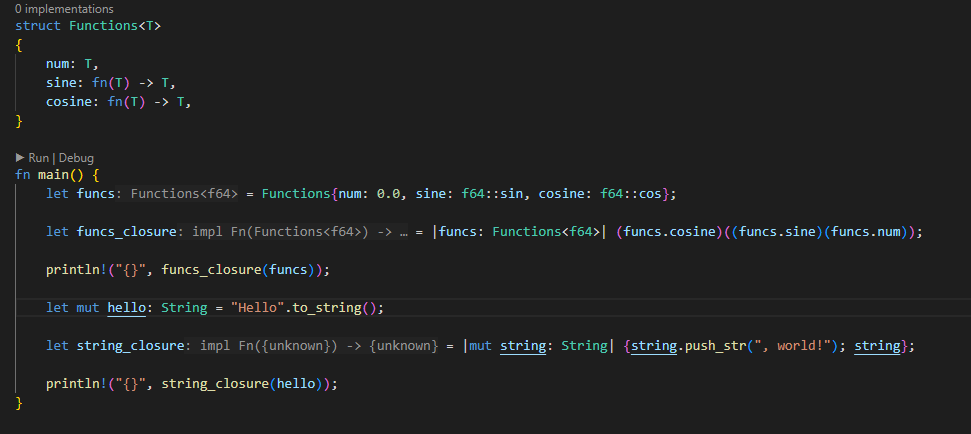 0 implementations
struct Functions<T>
{
    num: T,
    sine: fn(T) -> T,
    cosine: fn(T) -> T,
}
▶ Run | Debug
fn main() {
    let funcs: Functions<f64> = Functions{num: 0.0, sine: f64::sin, cosine: f64::cos};
    let funcs_closure: impl Fn(Functions<f64>) -> … = |funcs: Functions<f64>| (funcs.cosine)((funcs.sine)(funcs.num));
    println!("{}", funcs_closure(funcs));
    let mut hello: String = "Hello".to_string();
    let string_closure: impl Fn({unknown}) -> {unknown} = |mut string: String| {string.push_str(", world!"); string};
    println!("{}", string_closure(hello));
}